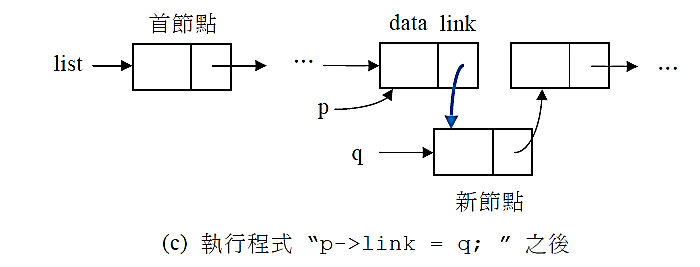 首節點
data link
list
…
p
…
q
新節點
(c) 執行程式 “p->link = q; ” 之後